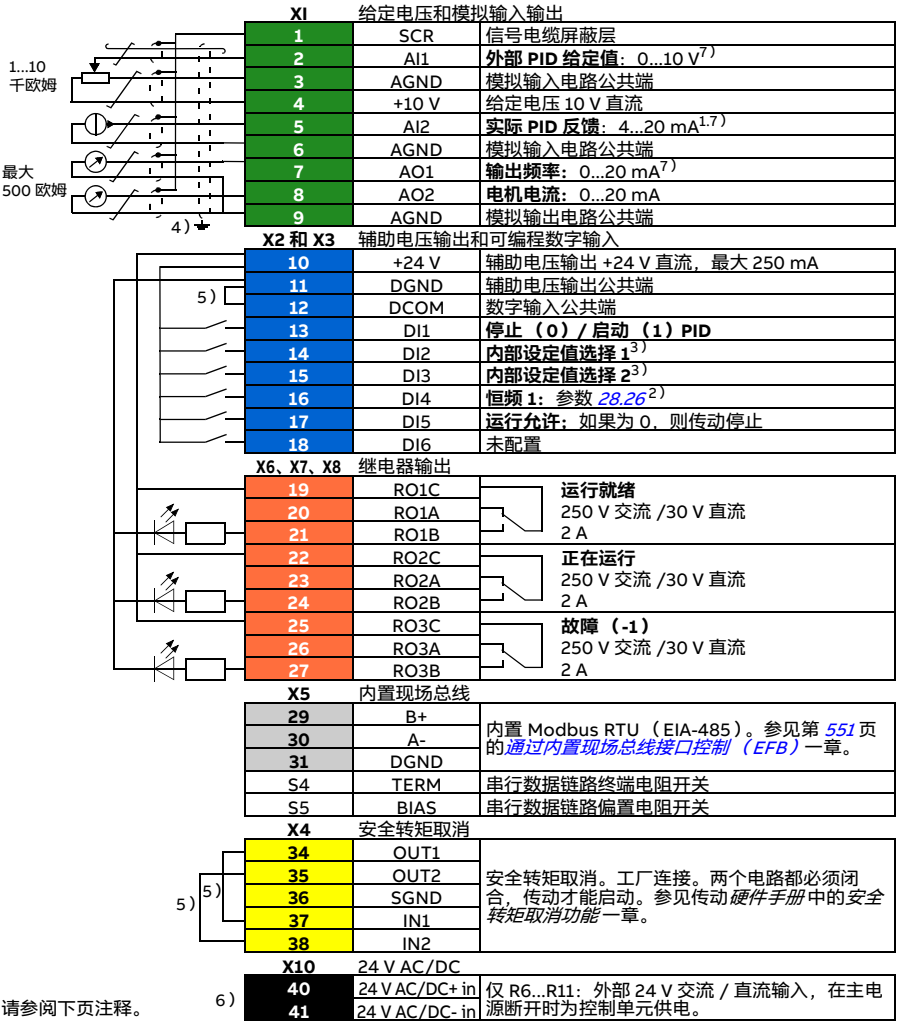 XI 给定电压和模拟输入输出
1 SCR 信号电缆屏蔽层
2 AI1 外部 PID 给定值：0...10 V7）
3 AGND 模拟输入电路公共端
4 +10 V 给定电压 10 V 直流
5 AI2 实际 PID 反馈：4...20 mA1.7）
6 AGND 模拟输入电路公共端
7 AO1 输出频率：0...20 mA7）
8 AO2 电机电流：0...20 mA
9 AGND 模拟输出电路公共端
1...10
千欧姆
最大
500 欧姆
4）
X2 和 X3 辅助电压输出和可编程数字输入
10 +24 V 辅助电压输出 +24 V 直流，最大 250 mA
11 DGND 辅助电压输出公共端
12 DCOM 数字输入公共端
13 DI1 停止 （0）/ 启动 （1）PID
14 DI2 内部设定值选择 13）
15 DI3 内部设定值选择 23）
16 DI4 恒频 1：参数 28.26 2）
17 DI5 运行允许：如果为 0，则传动停止
18 DI6 未配置
5）
X6、X7、X8 继电器输出
19 RO1C 运行就绪
20 RO1A 250 V 交流 /30 V 直流
21 RO1B 2 A
22 RO2C 正在运行
23 RO2A 250 V 交流 /30 V 直流
24 RO2B 2 A
25 RO3C 故障 （-1）
26 RO3A 250 V 交流 /30 V 直流
27 RO3B 2 A
X5 内置现场总线
29 B+
30 A-
31 DGND
内置 Modbus RTU （EIA-485）。参见第 551 页
的通过内置现场总线接口控制 （EFB）一章。
S4 TERM 串行数据链路终端电阻开关
S5 BIAS 串行数据链路偏置电阻开关
X4 安全转矩取消
34 OUT1
35 OUT2
36 SGND
37 IN1
38 IN2
安全转矩取消。工厂连接。两个电路都必须闭
合，传动才能启动。参见传动硬件手册中的安全
转矩取消功能一章。
5）
5）
X10 24 V AC/DC
40 24 V AC/DC+ in
41 24 V AC/DC- in
仅 R6...R11：外部 24 V 交流 / 直流输入，在主电
源断开时为控制单元供电。
6）
请参阅下页注释。